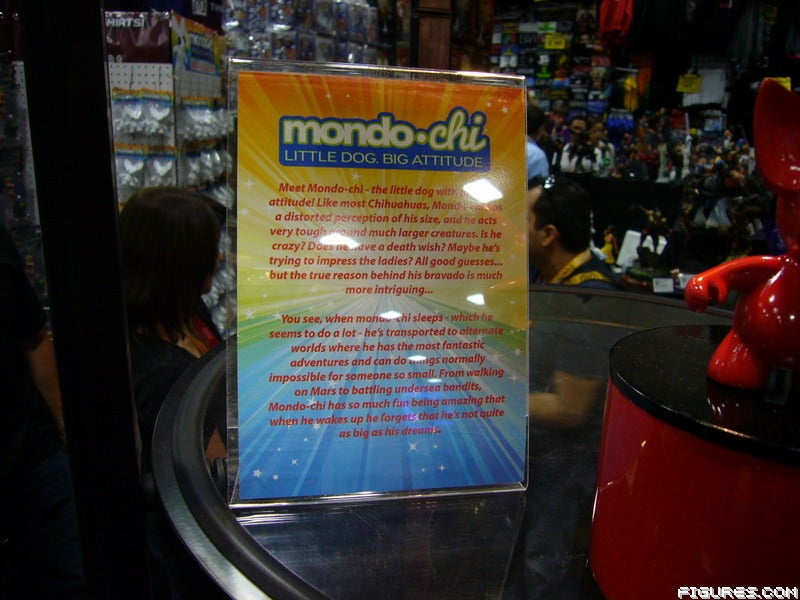 HIRTS!
mondo·chi
LITTLE DOG. BIG ATTITUDE.
Meet Mondo-chi - the little dog with
attitude! Like most Chihuahuas, Mondo-
a distorted perception of his size, and he acts
very tough around much larger creatures. Is he
crazy? Does he have a death wish? Maybe he's
trying to impress the ladies? All good guesses...
but the true reason behind his bravado is much
more intriguing...
You see, when mondo-chi sleeps - which he
seems to do a lot - he's transported to alternate
worlds where he has the most fantastic
adventures and can do things normally
impossible for someone so small. From walking
on Mars to battling undersea bandits,
Mondo-chi has so much fun being amazing that
when he wakes up he forgets that he's not quite
as big as his dreams.
FIGURES.COM